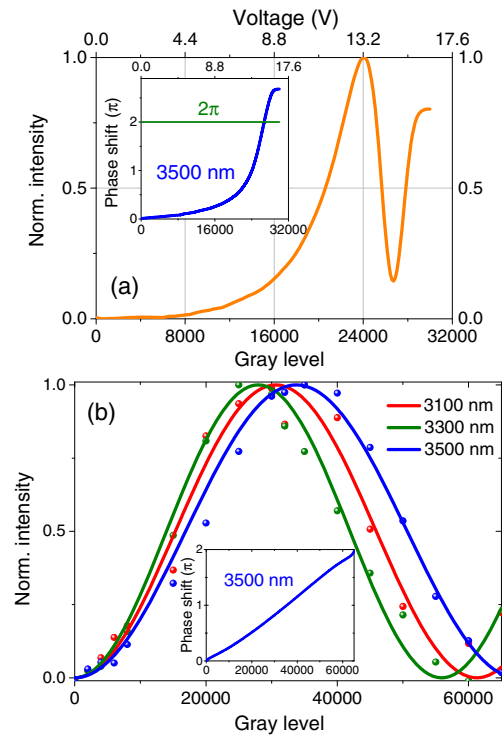 Voltage (V)
0.0 4.4 8.8 13.2 17.6
1.0 1.0
0.0 8.8 17.6
3
2π
2
3500 nm
1
0
0 16000 32000
Phase shift (π)
Norm. intensity
0.5 0.5
(a)
0.0 0.0
0 8000 16000 24000 32000
Gray level
1.0
(b)
3100 nm
3300 nm
3500 nm
Norm. intensity
0.5
2
3500 nm
1
0
0 20000 40000 60000
Phase shift (π)
0.0
0 20000 40000 60000
Gray level